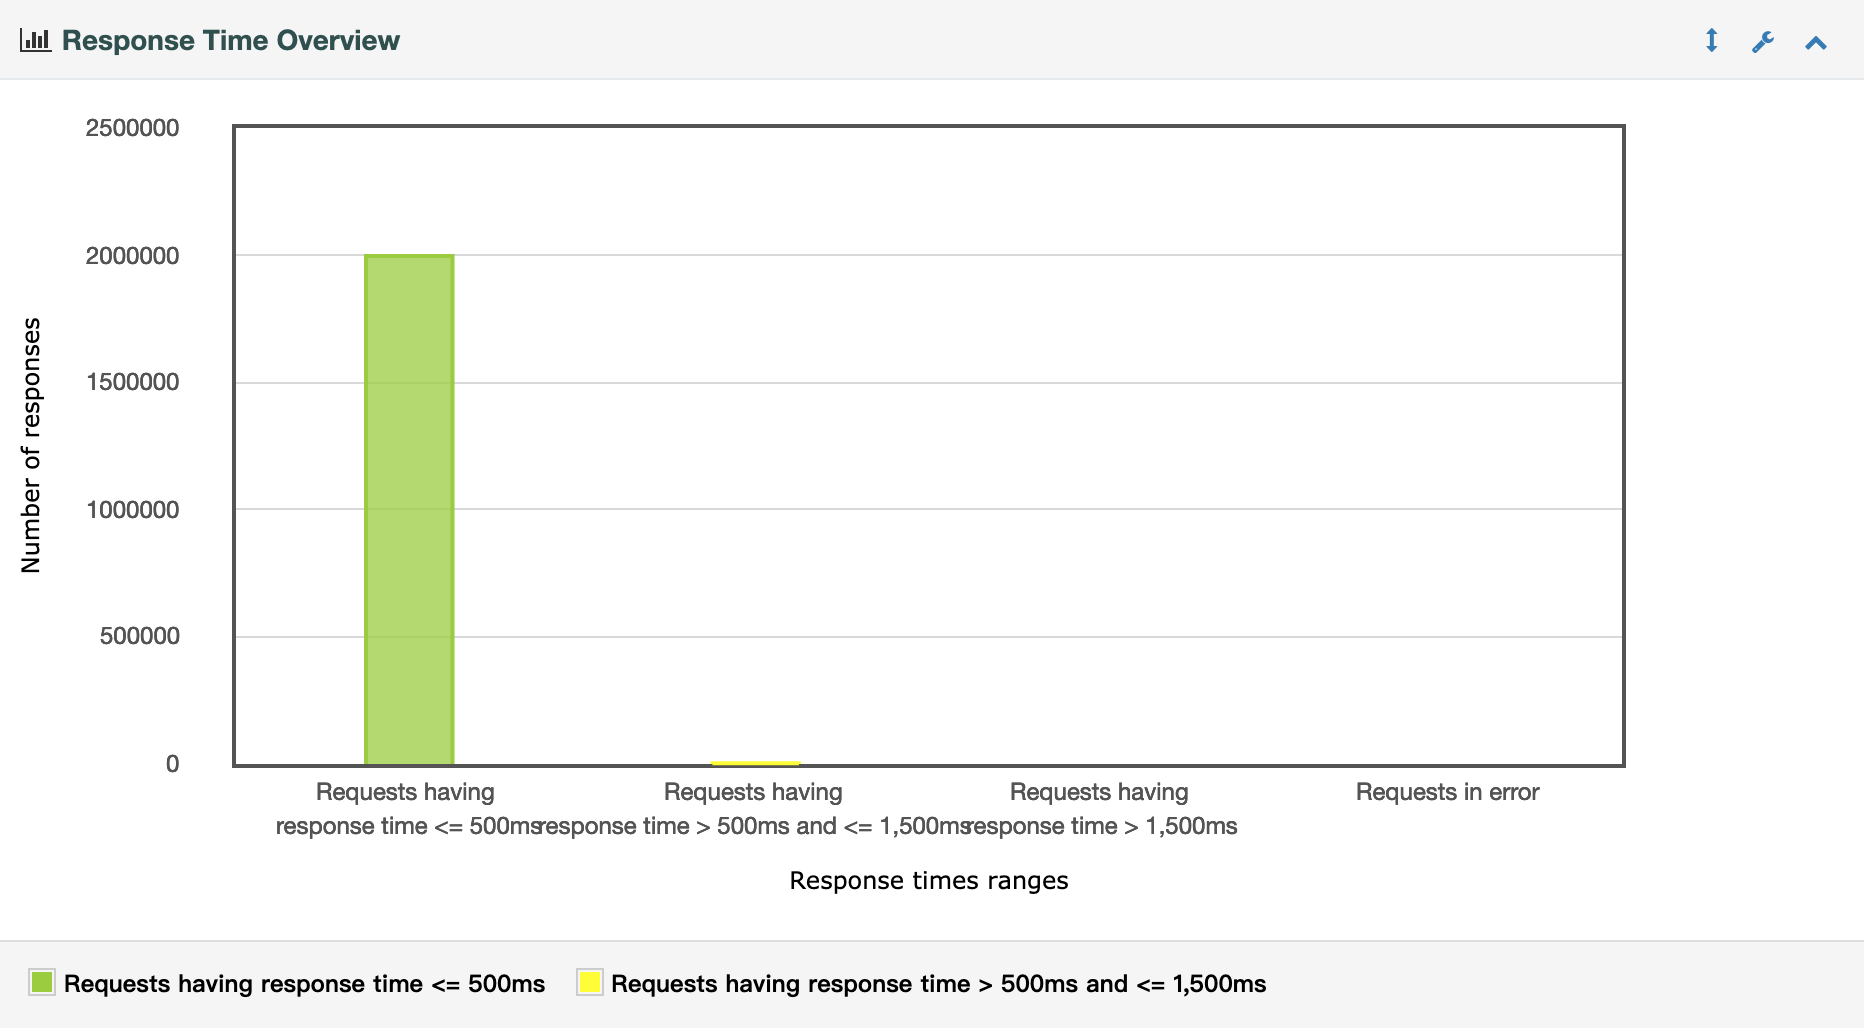 Response Time Overview
2500000
2000000
1500000
1000000
500000
0
Number of responses
Requests having
response time <= 500ms
Requests having
response time > 500ms and <= 1,500ms
Requests having
response time > 1,500ms
Requests in error
Response times ranges
Requests having response time <= 500ms
Requests having response time > 500ms and <= 1,500ms